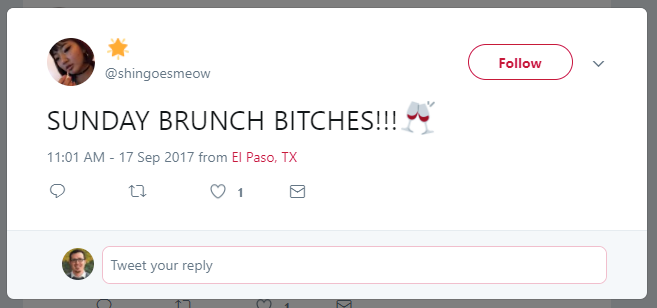 🌟
@shingoesmeow
Follow
SUNDAY BRUNCH BITCHES!!!🥂
11:01 AM - 17 Sep 2017 from El Paso, TX
1
Tweet your reply
1